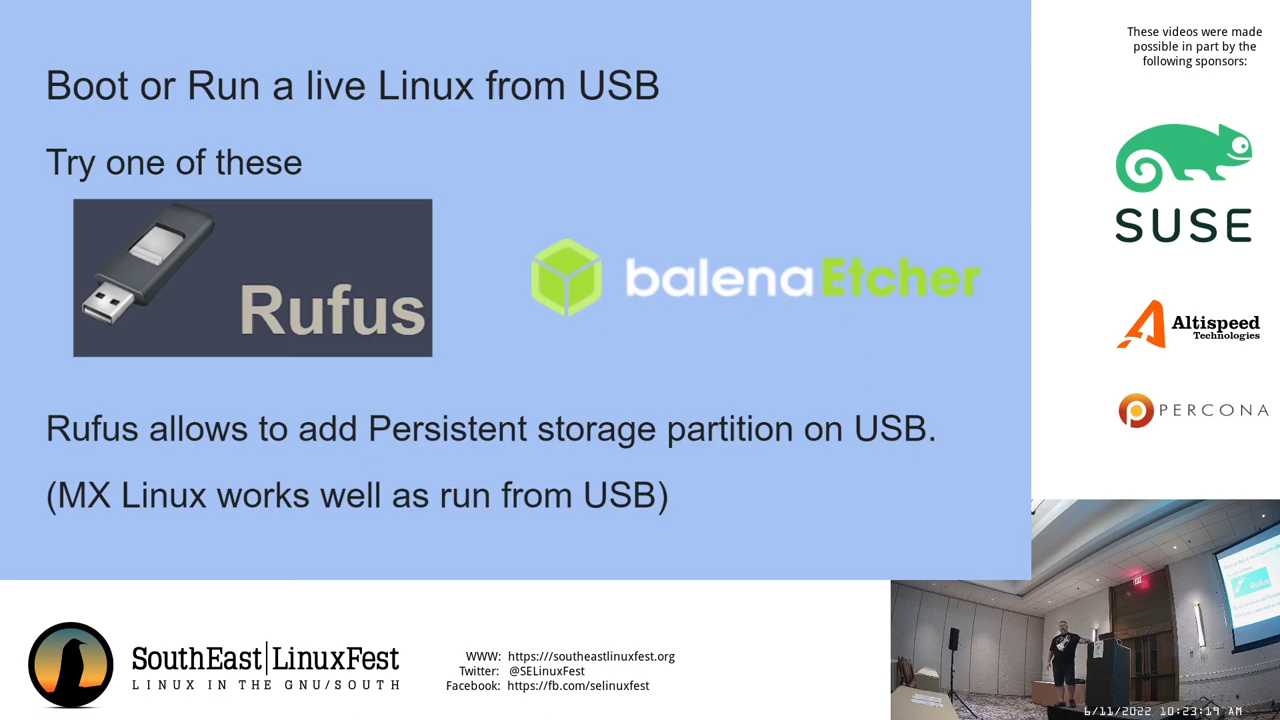 Boot or Run a live Linux from USB
Try one of these
Rufus
balenaEtcher
Rufus allows to add Persistent storage partition on USB.
(MX Linux works well as run from USB)
These videos were made
possible in part by the
following sponsors:
SUSE
Altispeed
Technologies
PERCONA
SouthEast LinuxFest
LINUX IN THE GNU/SOUTH
WWW: https://southeastlinuxfest.org
Twitter: @SELinuxFest
Facebook: https://fb.com/selinuxfest
Rufus
6/11/2022 10:23:19 AM